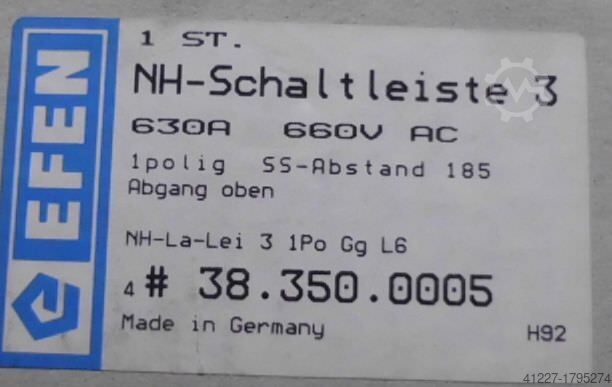 EFEN
1 ST.
NH-Schaltleiste 3
630A 660V AC
1polig SS-Abstand 185
Abgang oben
NH-La-Lei 3 1Po Gg L6
4 # 38.350.0005
Made in Germany
H92
41227-1795274